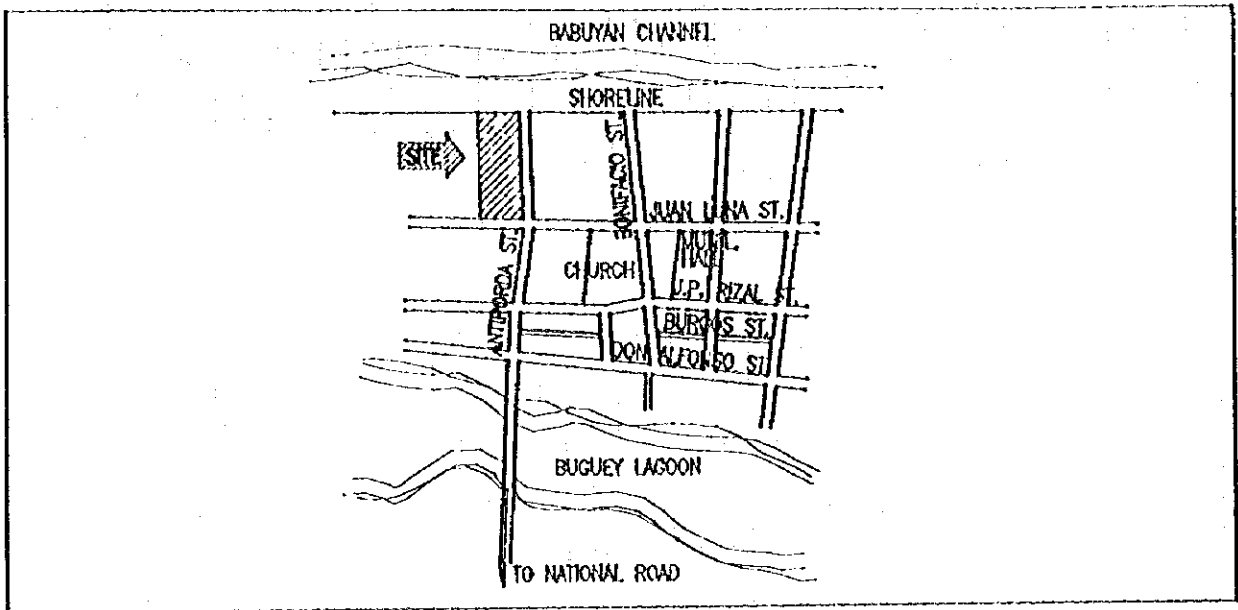 BABUYAN CHANNEL
SHORELINE
SITE
BONIFACIO ST.
JUAN LUNA ST.
ANTIPORDA ST.
CHURCH
MUN.
HALL
J.P. RIZAL ST.
BURGOS ST.
DON ALFONSO ST.
BUGUEY LAGOON
TO NATIONAL ROAD